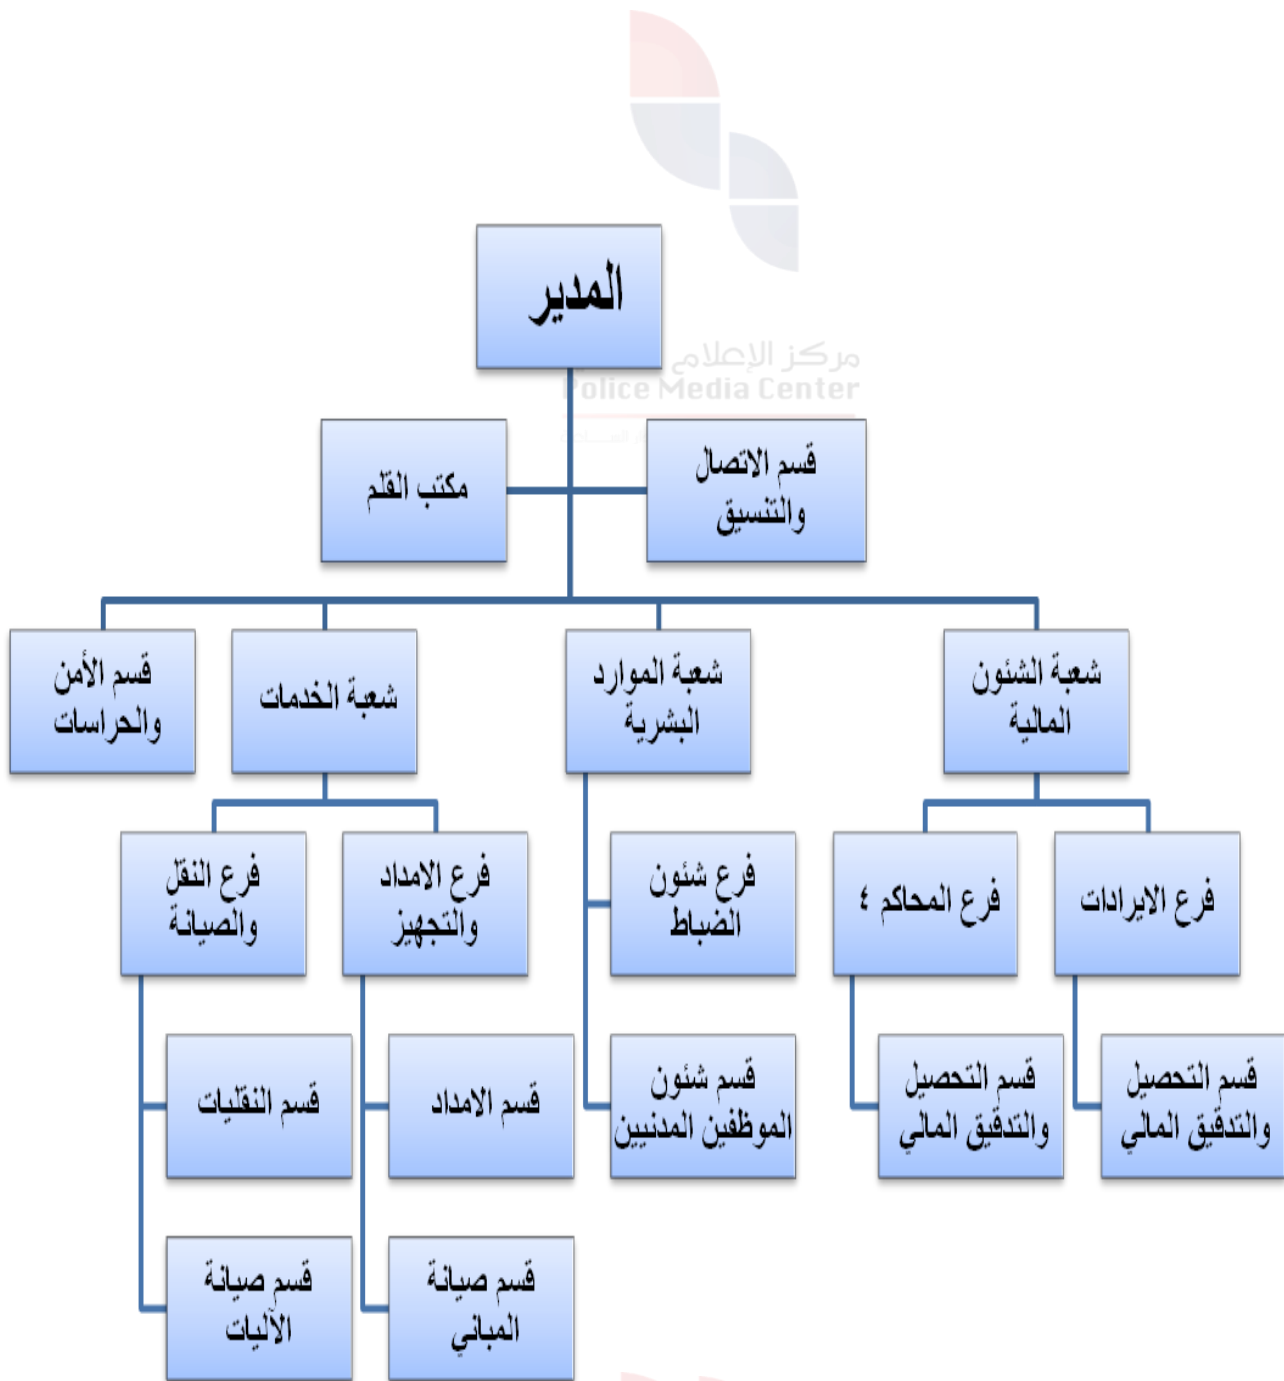 المدير
مركز الإعلام
Police Media Center
قسم الاتصال
والتنسيق
مكتب القلم
شعبة الشئون
المالية
شعبة الموارد
البشرية
شعبة الخدمات
قسم الأمن
والحراسات
فرع الايرادات
فرع المحاكم ٤
فرع شئون
الضباط
فرع الامداد
والتجهيز
فرع النقل
والصيانة
قسم التحصيل
والتدقيق المالي
قسم التحصيل
والتدقيق المالي
قسم شئون
الموظفين المدنيين
قسم الامداد
قسم النقليات
قسم صيانة
المباني
قسم صيانة
الآليات